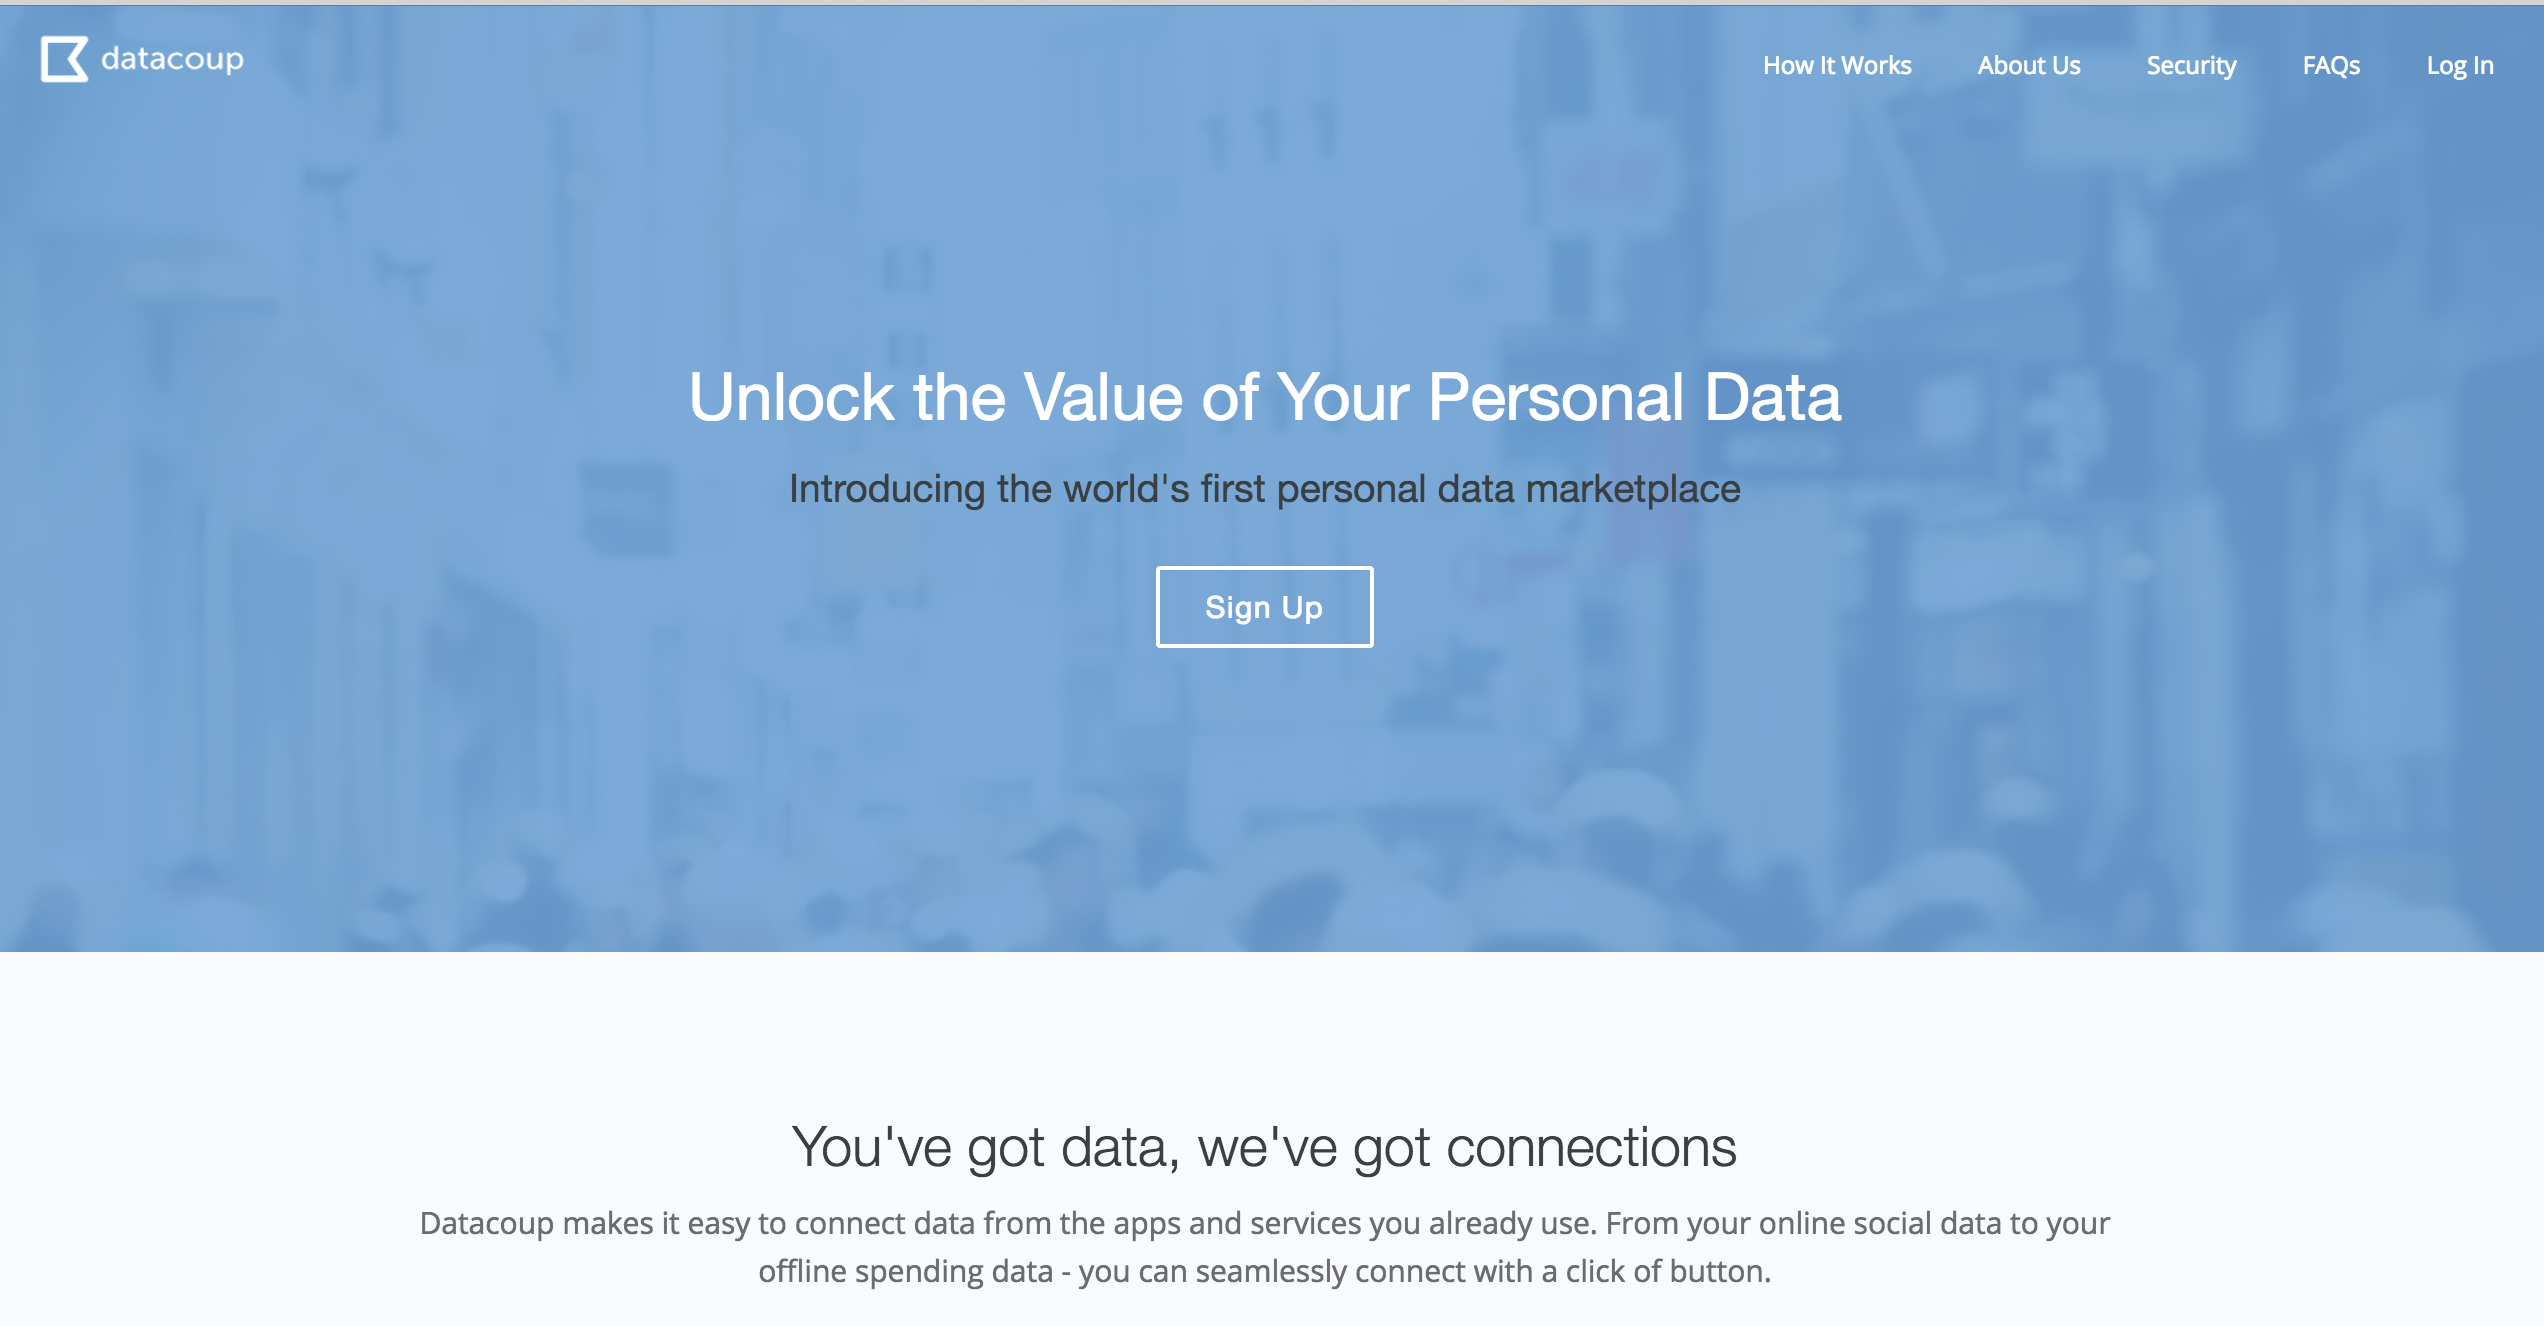 datacoup
How It Works About Us Security FAQs Log In
Unlock the Value of Your Personal Data
Introducing the world's first personal data marketplace
Sign Up
You've got data, we've got connections
Datacoup makes it easy to connect data from the apps and services you already use. From your online social data to your
offline spending data - you can seamlessly connect with a click of button.